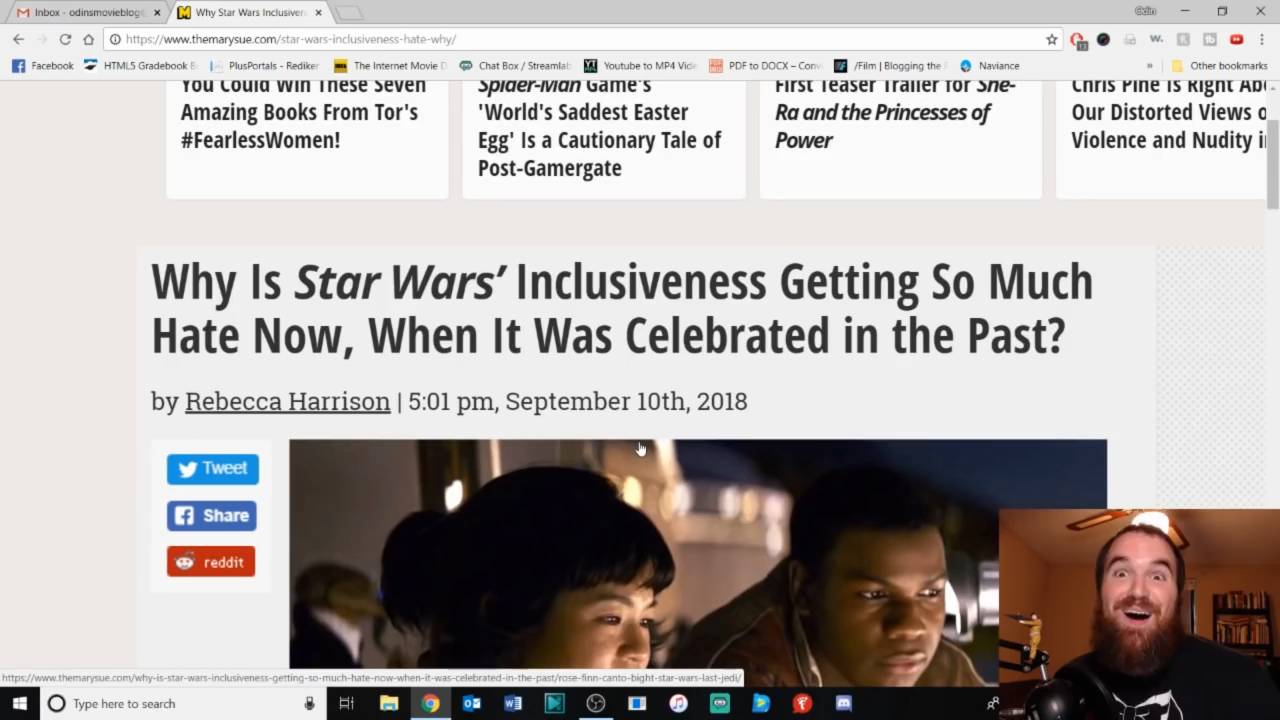 Inbox - odinsmovieblog@
Why Star Wars Inclusiven
Odin
https://www.themarysue.com/star-wars-inclusiveness-hate-why/
Facebook HTML5 Gradebook B PlusPortals - Rediker The Internet Movie D Chat Box / Streamlab Youtube to MP4 Vide PDF to DOCX – Conv /Film | Blogging the F Naviance » Other bookmarks
You Could Win These Seven
Amazing Books From Tor's
#FearlessWomen!
Spider-Man Game's
'World's Saddest Easter
Egg' Is a Cautionary Tale of
Post-Gamergate
First Teaser Trailer for She-
Ra and the Princesses of
Power
Chris Pine Is Right Abo
Our Distorted Views o
Violence and Nudity in
Why Is Star Wars' Inclusiveness Getting So Much
Hate Now, When It Was Celebrated in the Past?
by Rebecca Harrison | 5:01 pm, September 10th, 2018
Tweet
Share
reddit
https://www.themarysue.com/why-is-star-wars-inclusiveness-getting-so-much-hate-now-when-it-was-celebrated-in-the-past/rose-finn-canto-bight-star-wars-last-jedi/
Type here to search